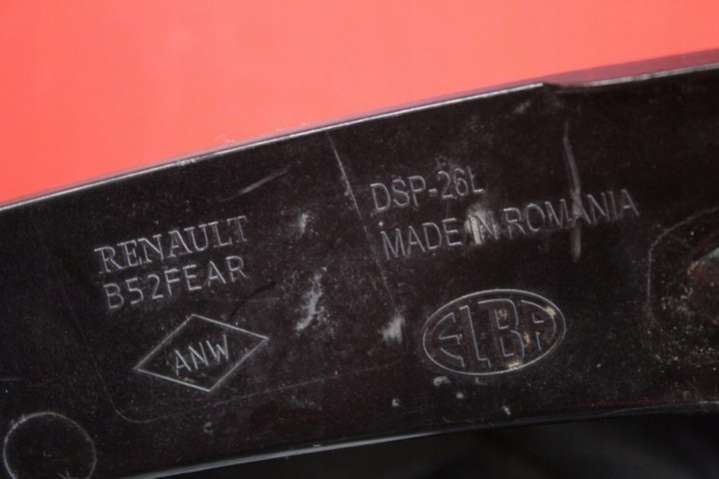 RENAULT
B52FEAR
ANW
DSP-26L
MADE IN ROMANIA
ELBA